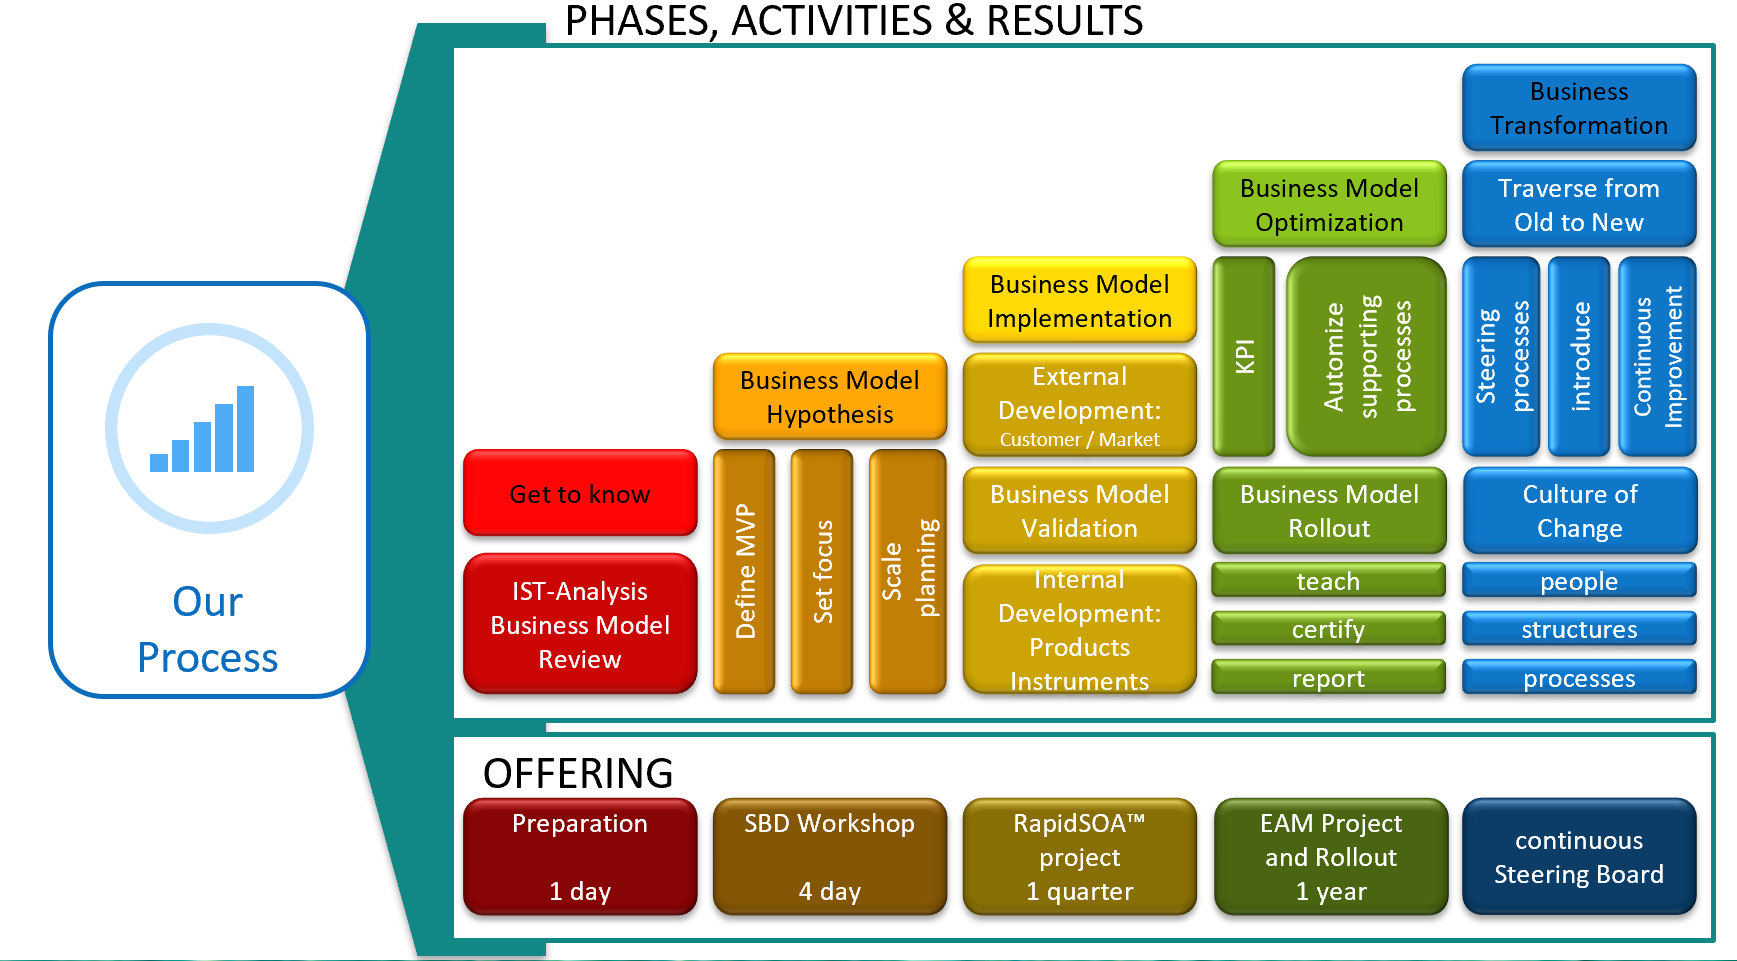 PHASES, ACTIVITIES & RESULTS
Our
Process
Get to know
IST-Analysis
Business Model
Review
Business Model
Hypothesis
Define MVP
Set focus
Scale
planning
Business Model
Implementation
External
Development:
Customer / Market
Business Model
Validation
Internal
Development:
Products
Instruments
Business Model
Optimization
KPI
Automize
supporting
processes
Business Model
Rollout
teach
certify
report
Business
Transformation
Traverse from
Old to New
Steering
processes
introduce
Continuous
Improvement
Culture of
Change
people
structures
processes
OFFERING
Preparation
1 day
SBD Workshop
4 day
RapidSOA™
project
1 quarter
EAM Project
and Rollout
1 year
continuous
Steering Board